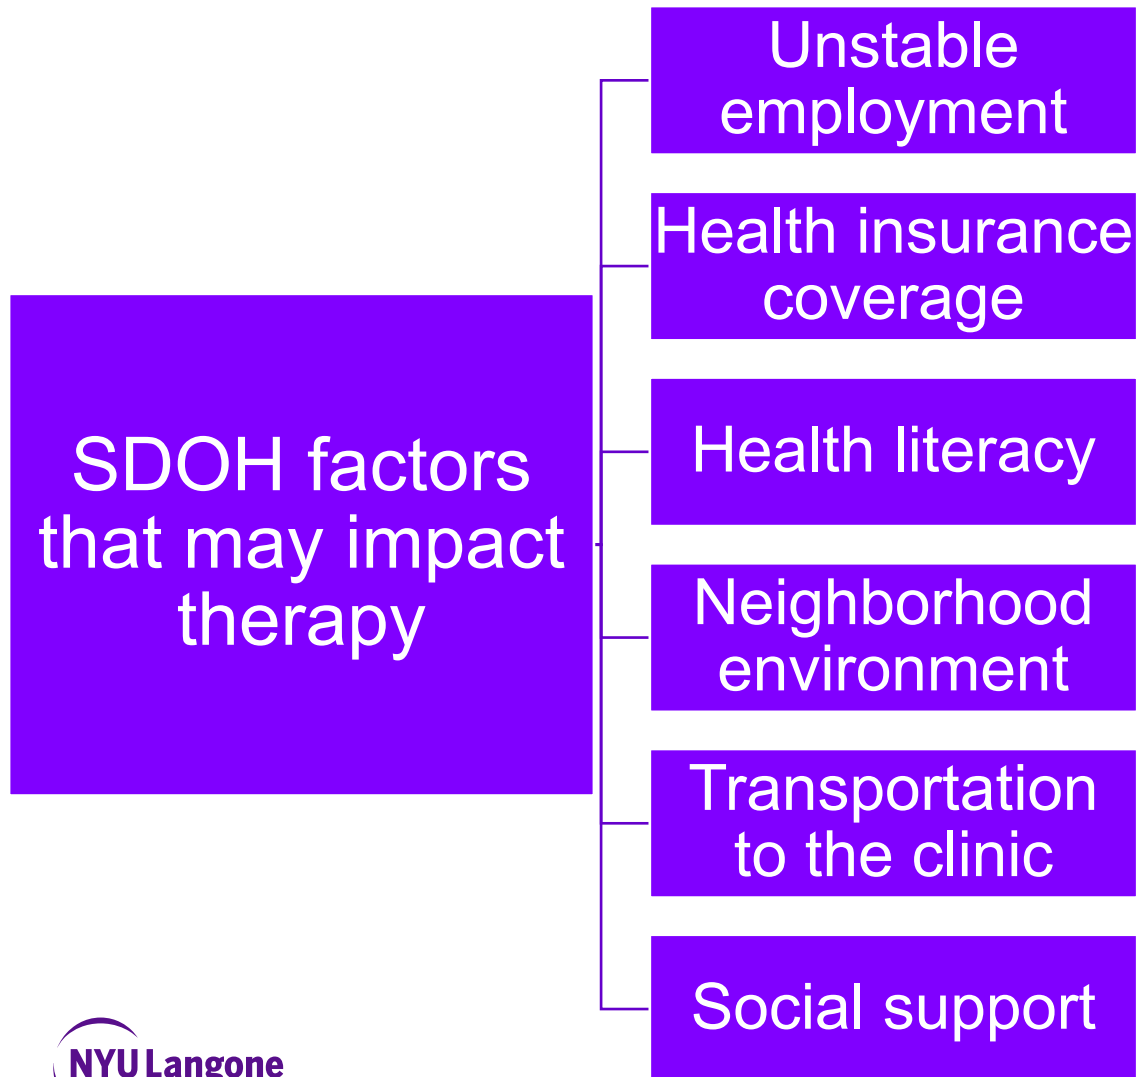 SDOH factors
that may impact
therapy
Unstable
employment
Health insurance
coverage
Health literacy
Neighborhood
environment
Transportation
to the clinic
Social support
NYU Langone